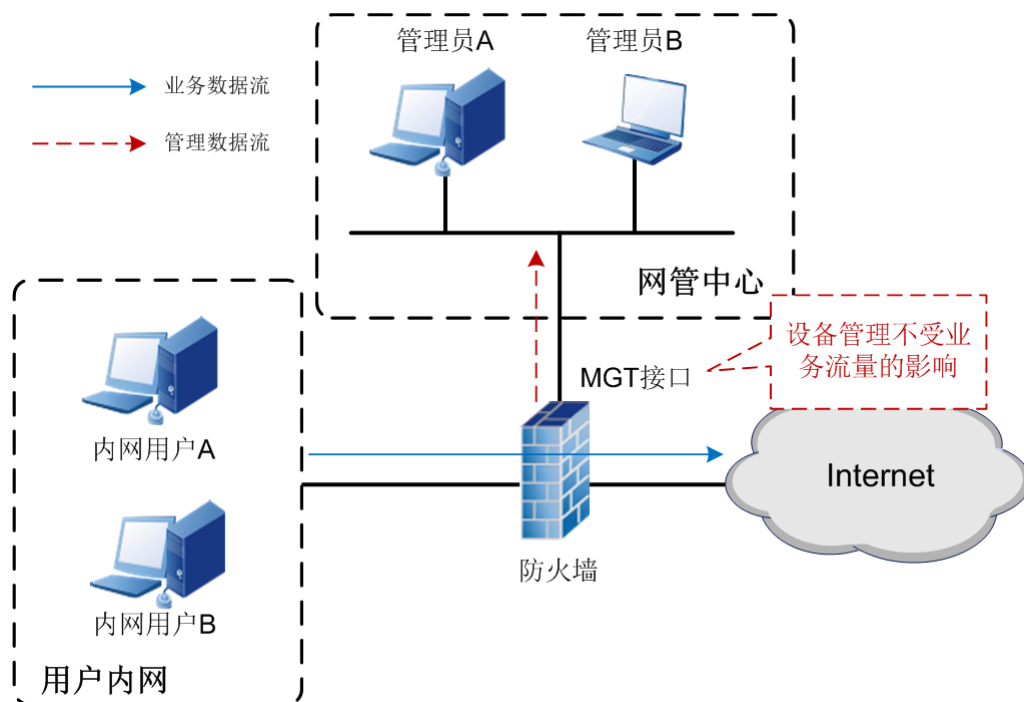 管理员A
管理员B
业务数据流
管理数据流
网管中心
设备管理不受业
务流量的影响
MGT接口
内网用户A
Internet
防火墙
内网用户B
用户内网